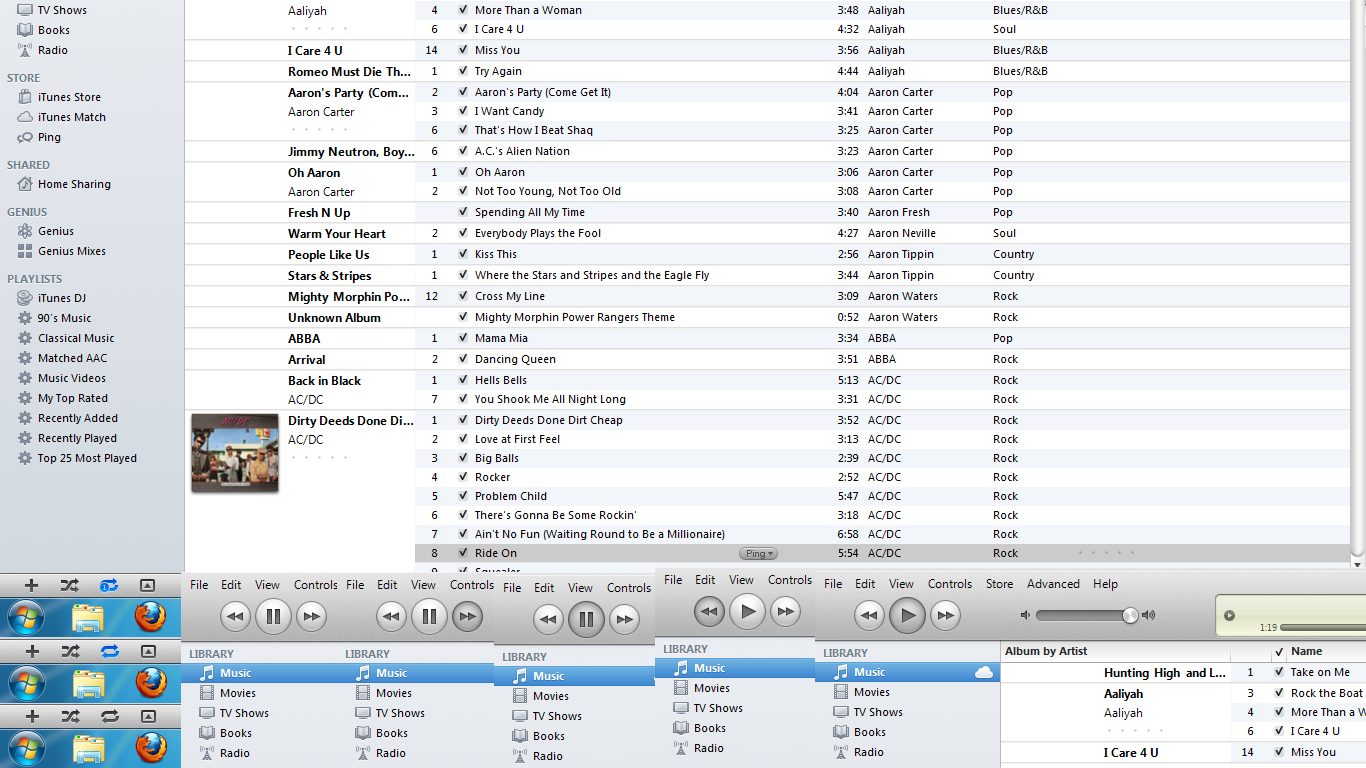 TV Shows
Books
Radio
STORE
iTunes Store
iTunes Match
Ping
SHARED
Home Sharing
GENIUS
Genius
Genius Mixes
PLAYLISTS
iTunes DJ
90's Music
Classical Music
Matched AAC
Music Videos
My Top Rated
Recently Added
Recently Played
Top 25 Most Played
Aaliyah 4 More Than a Woman 3:48 Aaliyah Blues/R&B
6 I Care 4 U 4:32 Aaliyah Soul
I Care 4 U 14 Miss You 3:56 Aaliyah Blues/R&B
Romeo Must Die Th... 1 Try Again 4:44 Aaliyah Blues/R&B
Aaron's Party (Com... 2 Aaron's Party (Come Get It) 4:04 Aaron Carter Pop
Aaron Carter 3 I Want Candy 3:41 Aaron Carter Pop
6 That's How I Beat Shaq 3:25 Aaron Carter Pop
Jimmy Neutron, Boy... 6 A.C.'s Alien Nation 3:23 Aaron Carter Pop
Oh Aaron 1 Oh Aaron 3:06 Aaron Carter Pop
Aaron Carter 2 Not Too Young, Not Too Old 3:08 Aaron Carter Pop
Fresh N Up Spending All My Time 3:40 Aaron Fresh Pop
Warm Your Heart 2 Everybody Plays the Fool 4:27 Aaron Neville Soul
People Like Us 1 Kiss This 2:56 Aaron Tippin Country
Stars & Stripes 1 Where the Stars and Stripes and the Eagle Fly 3:44 Aaron Tippin Country
Mighty Morphin Po... 12 Cross My Line 3:09 Aaron Waters Rock
Unknown Album Mighty Morphin Power Rangers Theme 0:52 Aaron Waters Rock
ABBA 1 Mama Mia 3:34 ABBA Pop
Arrival 2 Dancing Queen 3:51 ABBA Rock
Back in Black 1 Hells Bells 5:13 AC/DC Rock
AC/DC 7 You Shook Me All Night Long 3:31 AC/DC Rock
Dirty Deeds Done Di... 1 Dirty Deeds Done Dirt Cheap 3:52 AC/DC Rock
AC/DC 2 Love at First Feel 3:13 AC/DC Rock
3 Big Balls 2:39 AC/DC Rock
4 Rocker 2:52 AC/DC Rock
5 Problem Child 5:47 AC/DC Rock
6 There's Gonna Be Some Rockin' 3:18 AC/DC Rock
7 Ain't No Fun (Waiting Round to Be a Millionaire) 6:58 AC/DC Rock
8 Ride On Ping 5:54 AC/DC Rock
AC/DC
File Edit View Controls
LIBRARY
Music
Movies
TV Shows
Books
Radio
File Edit View Controls
LIBRARY
Music
Movies
TV Shows
Books
Radio
File Edit View Controls
LIBRARY
Music
Movies
TV Shows
Books
Radio
File Edit View Controls
LIBRARY
Music
Movies
TV Shows
Books
Radio
File Edit View Controls Store Advanced Help
1:19
LIBRARY
Music
Movies
TV Shows
Books
Radio
Album by Artist Name
Hunting High and L... 1 Take on Me
Aaliyah 3 Rock the Boat
Aaliyah 4 More Than a W
6 I Care 4 U
I Care 4 U 14 Miss You